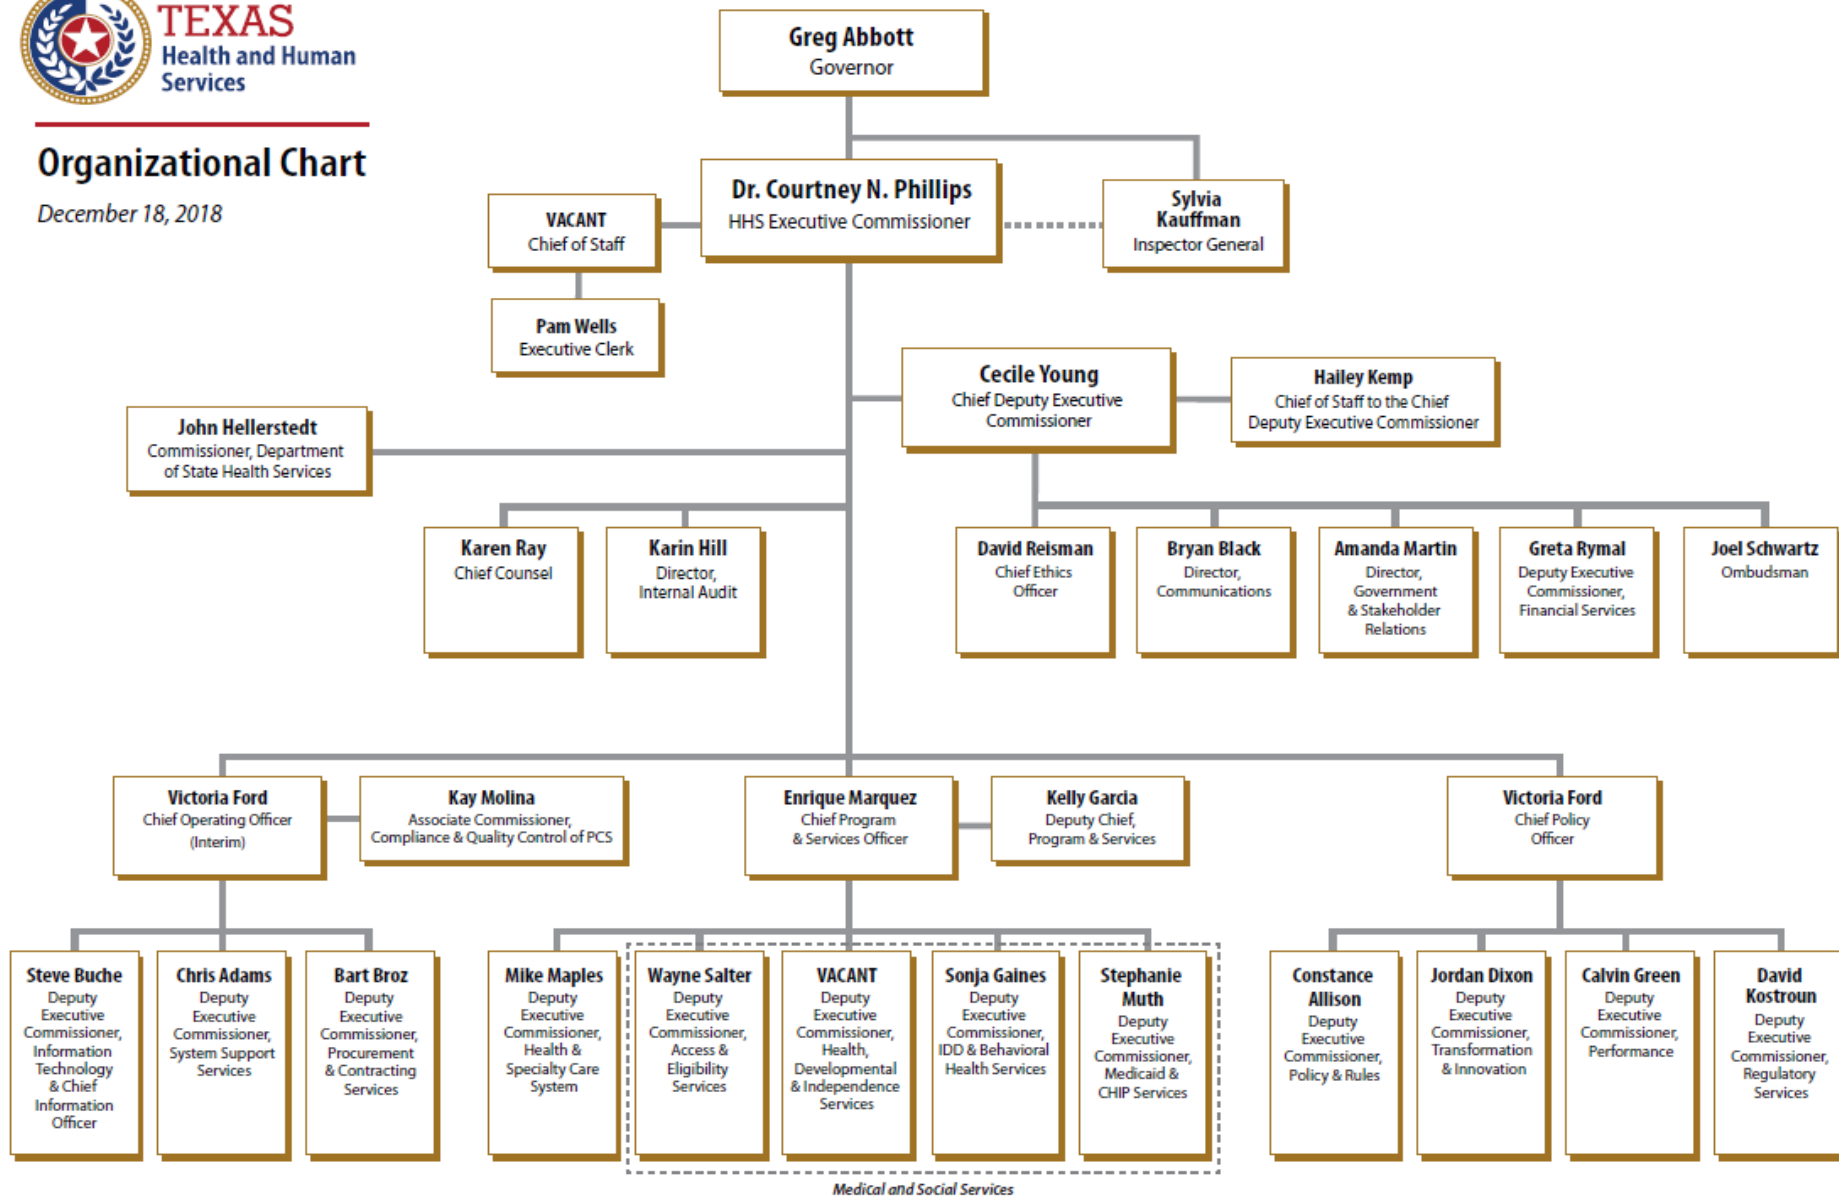 TEXAS
Health and Human
Services
Organizational Chart
December 18, 2018
Greg Abbott
Governor
Dr. Courtney N. Phillips
HHS Executive Commissioner
VACANT
Chief of Staff
Sylvia
Kauffman
Inspector General
Pam Wells
Executive Clerk
Cecile Young
Chief Deputy Executive
Commissioner
Hailey Kemp
Chief of Staff to the Chief
Deputy Executive Commissioner
John Hellerstedt
Commissioner, Department
of State Health Services
Karen Ray
Chief Counsel
Karin Hill
Director,
Internal Audit
David Reisman
Chief Ethics
Officer
Bryan Black
Director,
Communications
Amanda Martin
Director,
Government
& Stakeholder
Relations
Greta Rymal
Deputy Executive
Commissioner,
Financial Services
Joel Schwartz
Ombudsman
Victoria Ford
Chief Operating Officer
(Interim)
Kay Molina
Associate Commissioner,
Compliance & Quality Control of PCS
Enrique Marquez
Chief Program
& Services Officer
Kelly Garcia
Deputy Chief,
Program & Services
Victoria Ford
Chief Policy
Officer
Steve Buche
Deputy
Executive
Commissioner,
Information
Technology
& Chief
Information
Officer
Chris Adams
Deputy
Executive
Commissioner,
System Support
Services
Bart Broz
Deputy
Executive
Commissioner,
Procurement
& Contracting
Services
Mike Maples
Deputy
Executive
Commissioner,
Health &
Specialty Care
System
Wayne Salter
Deputy
Executive
Commissioner,
Access &
Eligibility
Services
VACANT
Deputy
Executive
Commissioner,
Health,
Developmental
& Independence
Services
Sonja Gaines
Deputy
Executive
Commissioner,
IDD & Behavioral
Health Services
Stephanie
Muth
Deputy
Executive
Commissioner,
Medicaid &
CHIP Services
Constance
Allison
Deputy
Executive
Commissioner,
Policy & Rules
Jordan Dixon
Deputy
Executive
Commissioner,
Transformation
& Innovation
Calvin Green
Deputy
Executive
Commissioner,
Performance
David
Kostroun
Deputy
Executive
Commissioner,
Regulatory
Services
Medical and Social Services